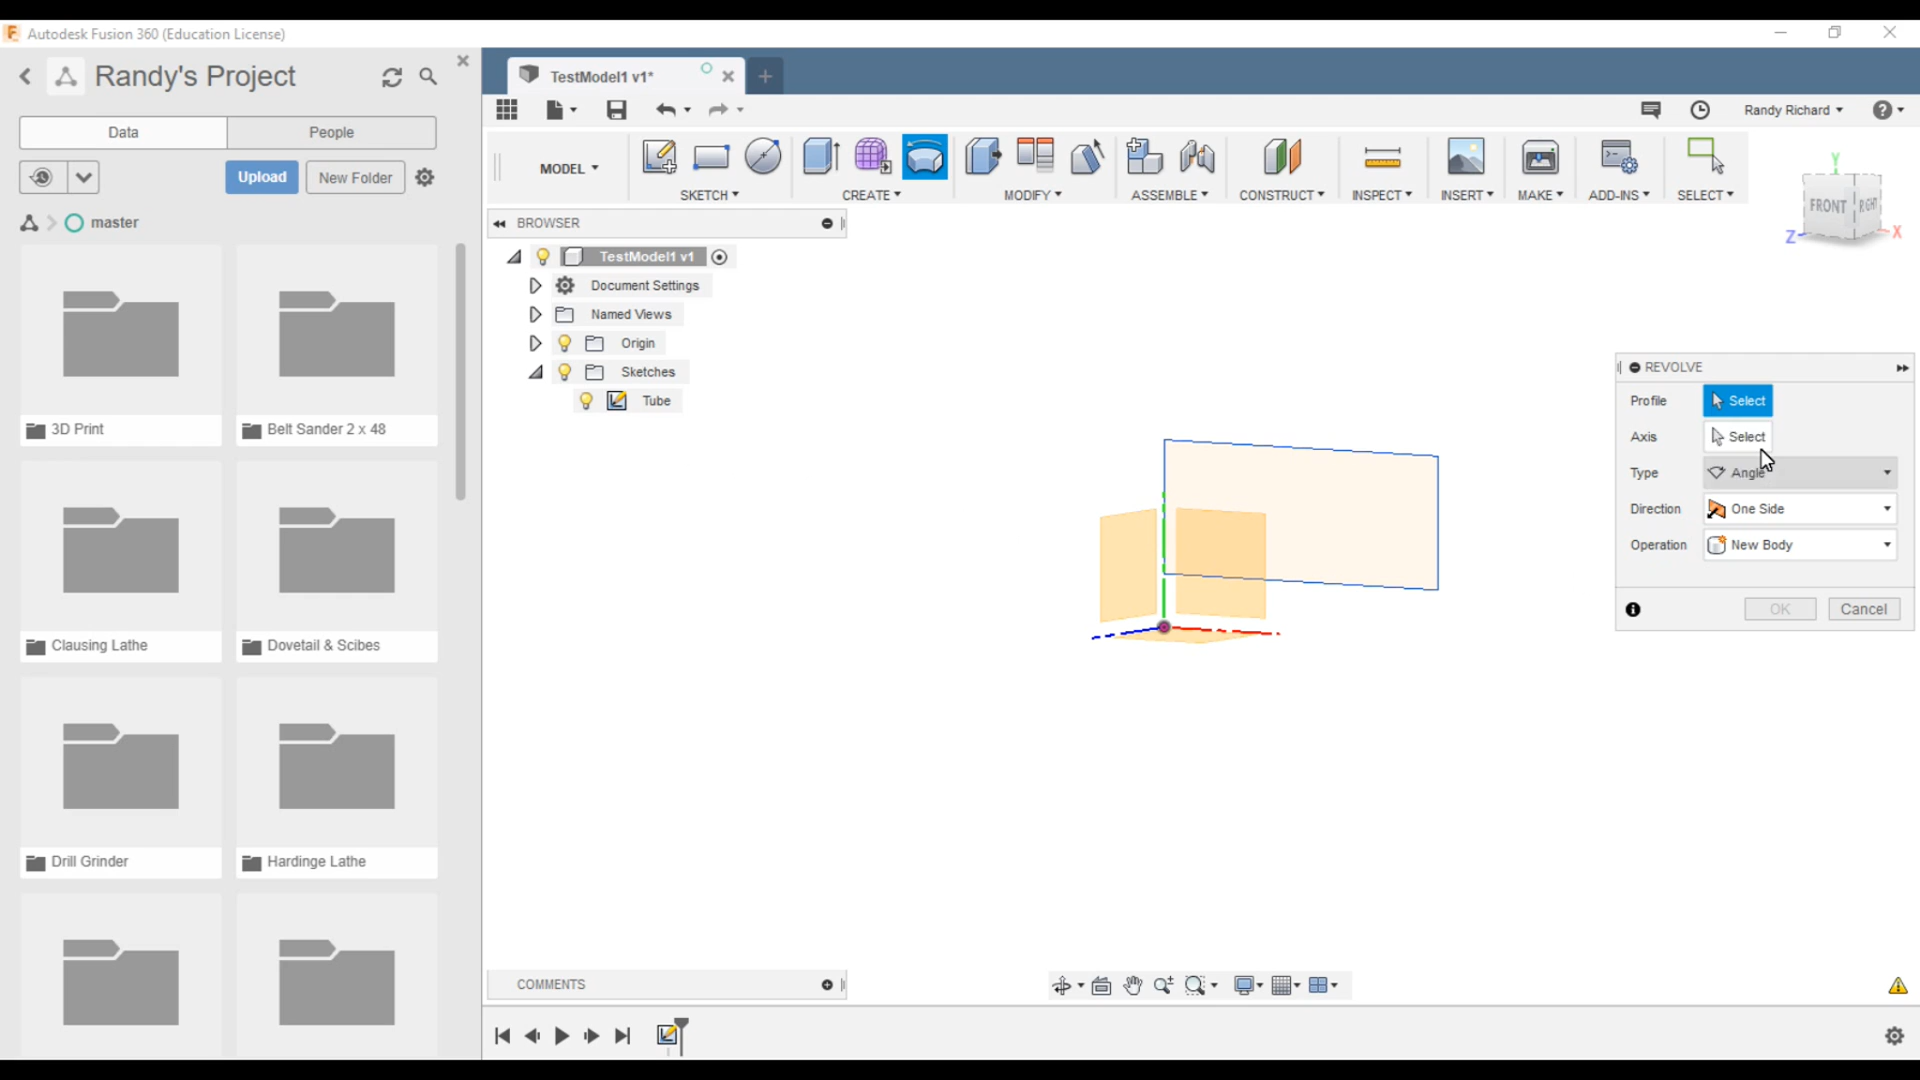 Autodesk Fusion 360 (Education License)
Randy's Project
Data
People
Upload
New Folder
master
3D Print
Belt Sander 2 x 48
Clausing Lathe
Dovetail & Scibes
Drill Grinder
Hardinge Lathe
TestModel1 v1*
Randy Richard
MODEL
SKETCH
CREATE
MODIFY
ASSEMBLE
CONSTRUCT
INSPECT
INSERT
MAKE
ADD-INS
SELECT
BROWSER
TestModel1 v1
Document Settings
Named Views
Origin
Sketches
Tube
Y
FRONT
RIGHT
Z
X
REVOLVE
Profile Select
Axis Select
Type Angle
Direction One Side
Operation New Body
OK
Cancel
COMMENTS